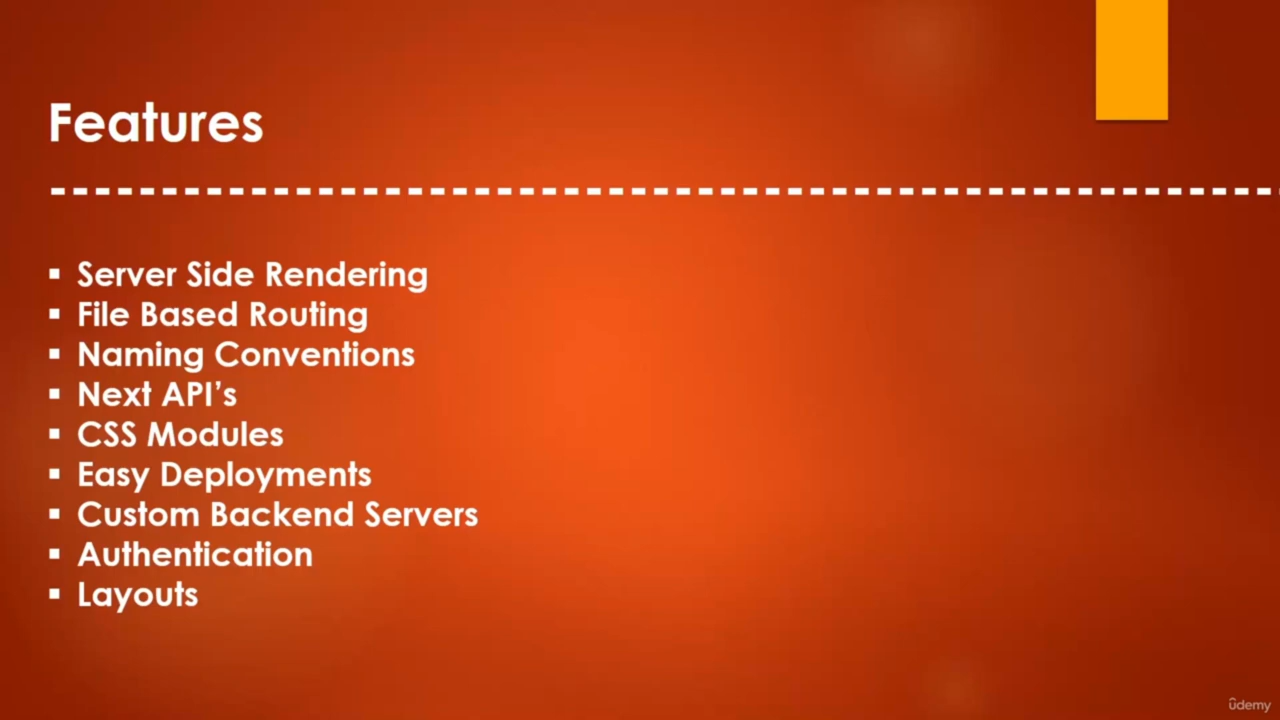 Features
▪ Server Side Rendering
▪ File Based Routing
▪ Naming Conventions
▪ Next API’s
▪ CSS Modules
▪ Easy Deployments
▪ Custom Backend Servers
▪ Authentication
▪ Layouts
ûdemy